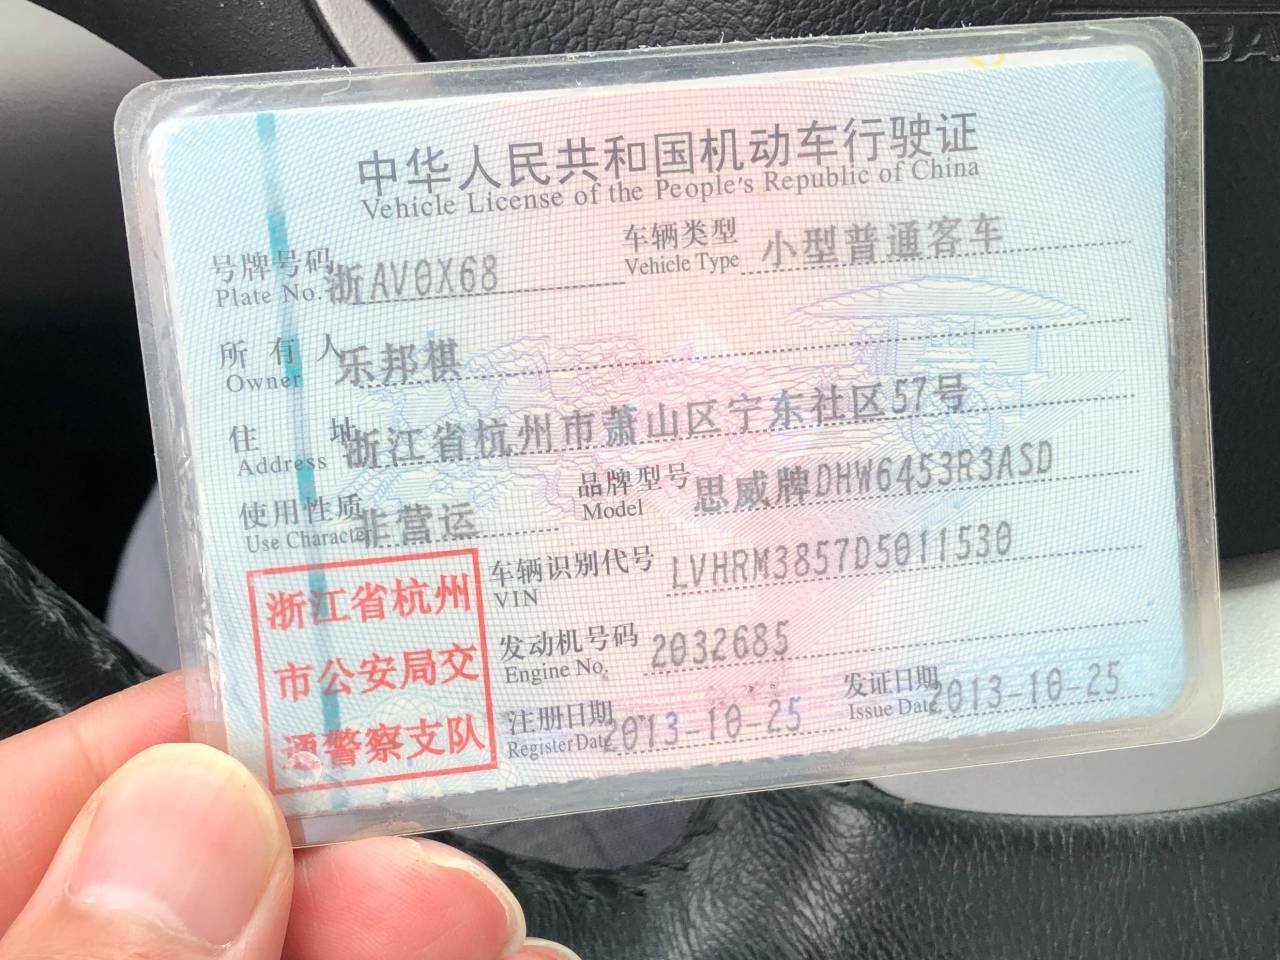 中华人民共和国机动车行驶证
Vehicle License of the People's Republic of China
号牌号码 浙AV0X68 车辆类型 小型普通客车
Plate No. Vehicle Type
所有人 乐邦棋
Owner
住址 浙江省杭州市萧山区宁东社区57号
Address
使用性质 非营运 品牌型号 思威牌DHW6453R3ASD
Use Character Model
浙江省杭州
市公安局交
通警察支队
车辆识别代号 LVHRM3857D5011530
VIN
发动机号码 2032685
Engine No.
注册日期 2013-10-25 发证日期 2013-10-25
Register Date Issue Date